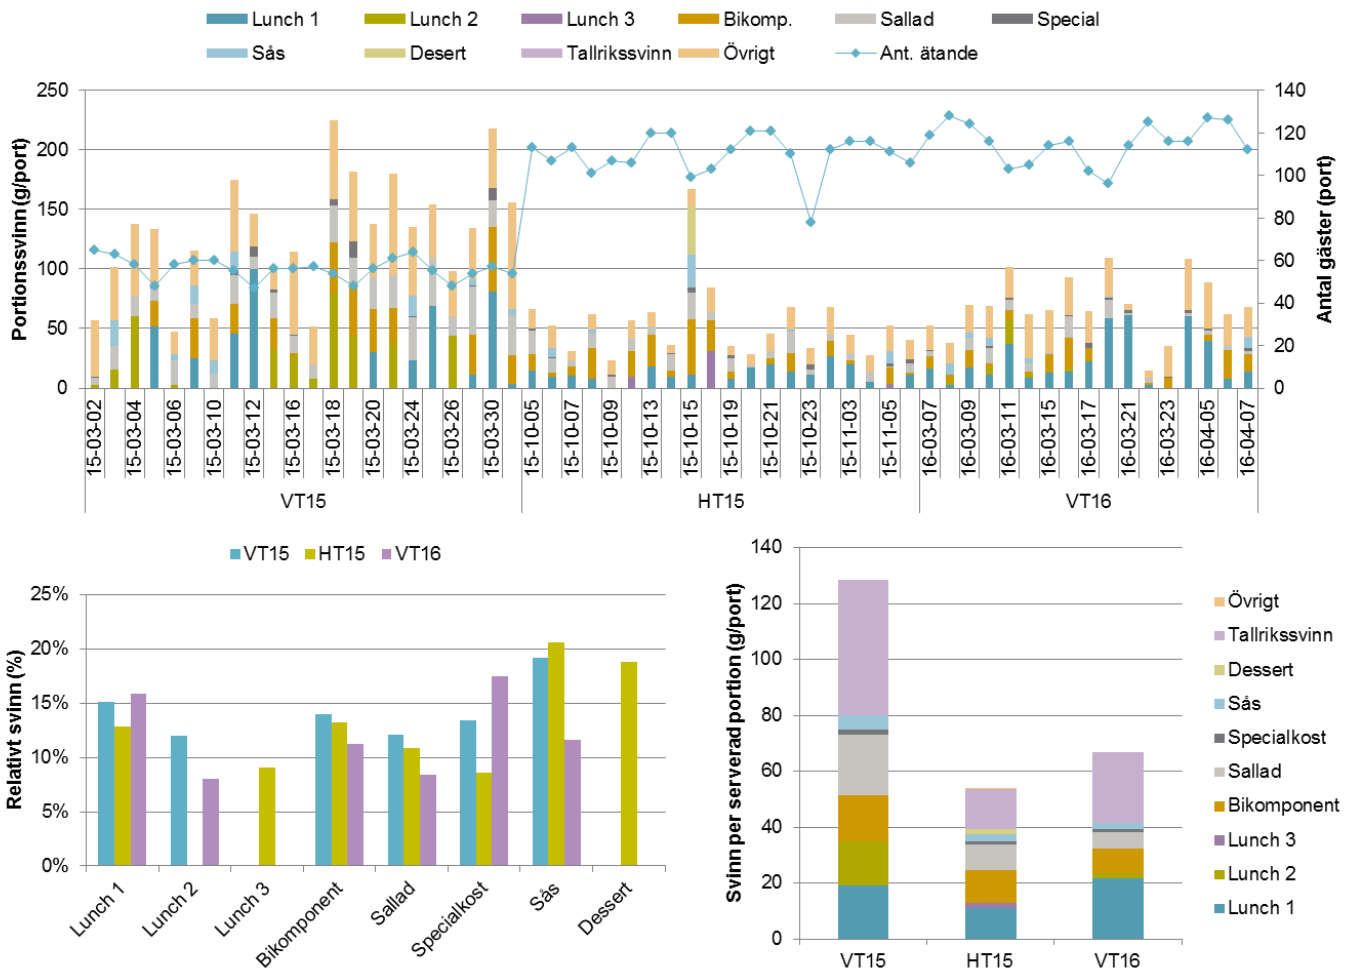 Lunch 1 Lunch 2 Lunch 3 Bikomp. Sallad Special
Sås Desert Tallrikssvinn Övrigt Ant. ätande
Portionssvinn (g/port)
250
200
150
100
50
0
140
120
100
80
60
40
20
0
Antal gäster (port)
15-03-02
15-03-04
15-03-06
15-03-10
15-03-12
15-03-16
15-03-18
15-03-20
15-03-24
15-03-26
15-03-30
15-10-05
15-10-07
15-10-09
15-10-13
15-10-15
15-10-19
15-10-21
15-10-23
15-11-03
15-11-05
16-03-07
16-03-09
16-03-11
16-03-15
16-03-17
16-03-21
16-03-23
16-04-05
16-04-07
VT15 HT15 VT16
VT15 HT15 VT16
Relativt svinn (%)
25%
20%
15%
10%
5%
0%
Lunch 1
Lunch 2
Lunch 3
Bikomponent
Sallad
Specialkost
Sås
Dessert
Svinn per serverad portion (g/port)
140
120
100
80
60
40
20
0
VT15 HT15 VT16
Övrigt
Tallrikssvinn
Dessert
Sås
Specialkost
Sallad
Bikomponent
Lunch 3
Lunch 2
Lunch 1